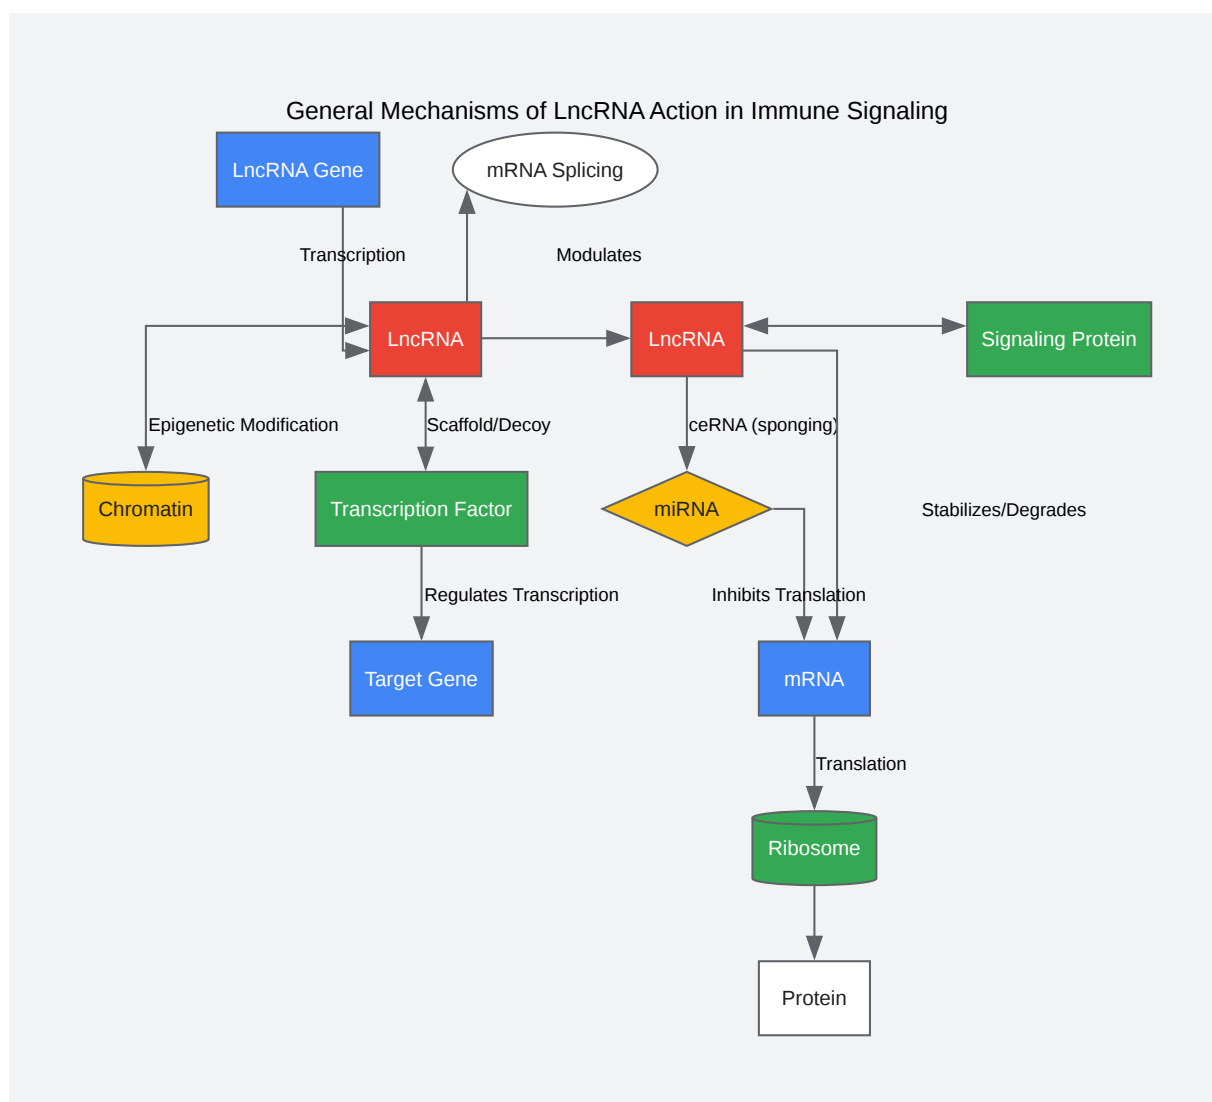 General Mechanisms of LncRNA Action in Immune Signaling
LncRNA Gene
mRNA Splicing
Transcription
Modulates
LncRNA
LncRNA
Signaling Protein
Epigenetic Modification
Scaffold/Decoy
ceRNA (sponging)
Chromatin
Transcription Factor
miRNA
Stabilizes/Degrades
Regulates Transcription
Inhibits Translation
Target Gene
mRNA
Translation
Ribosome
Protein